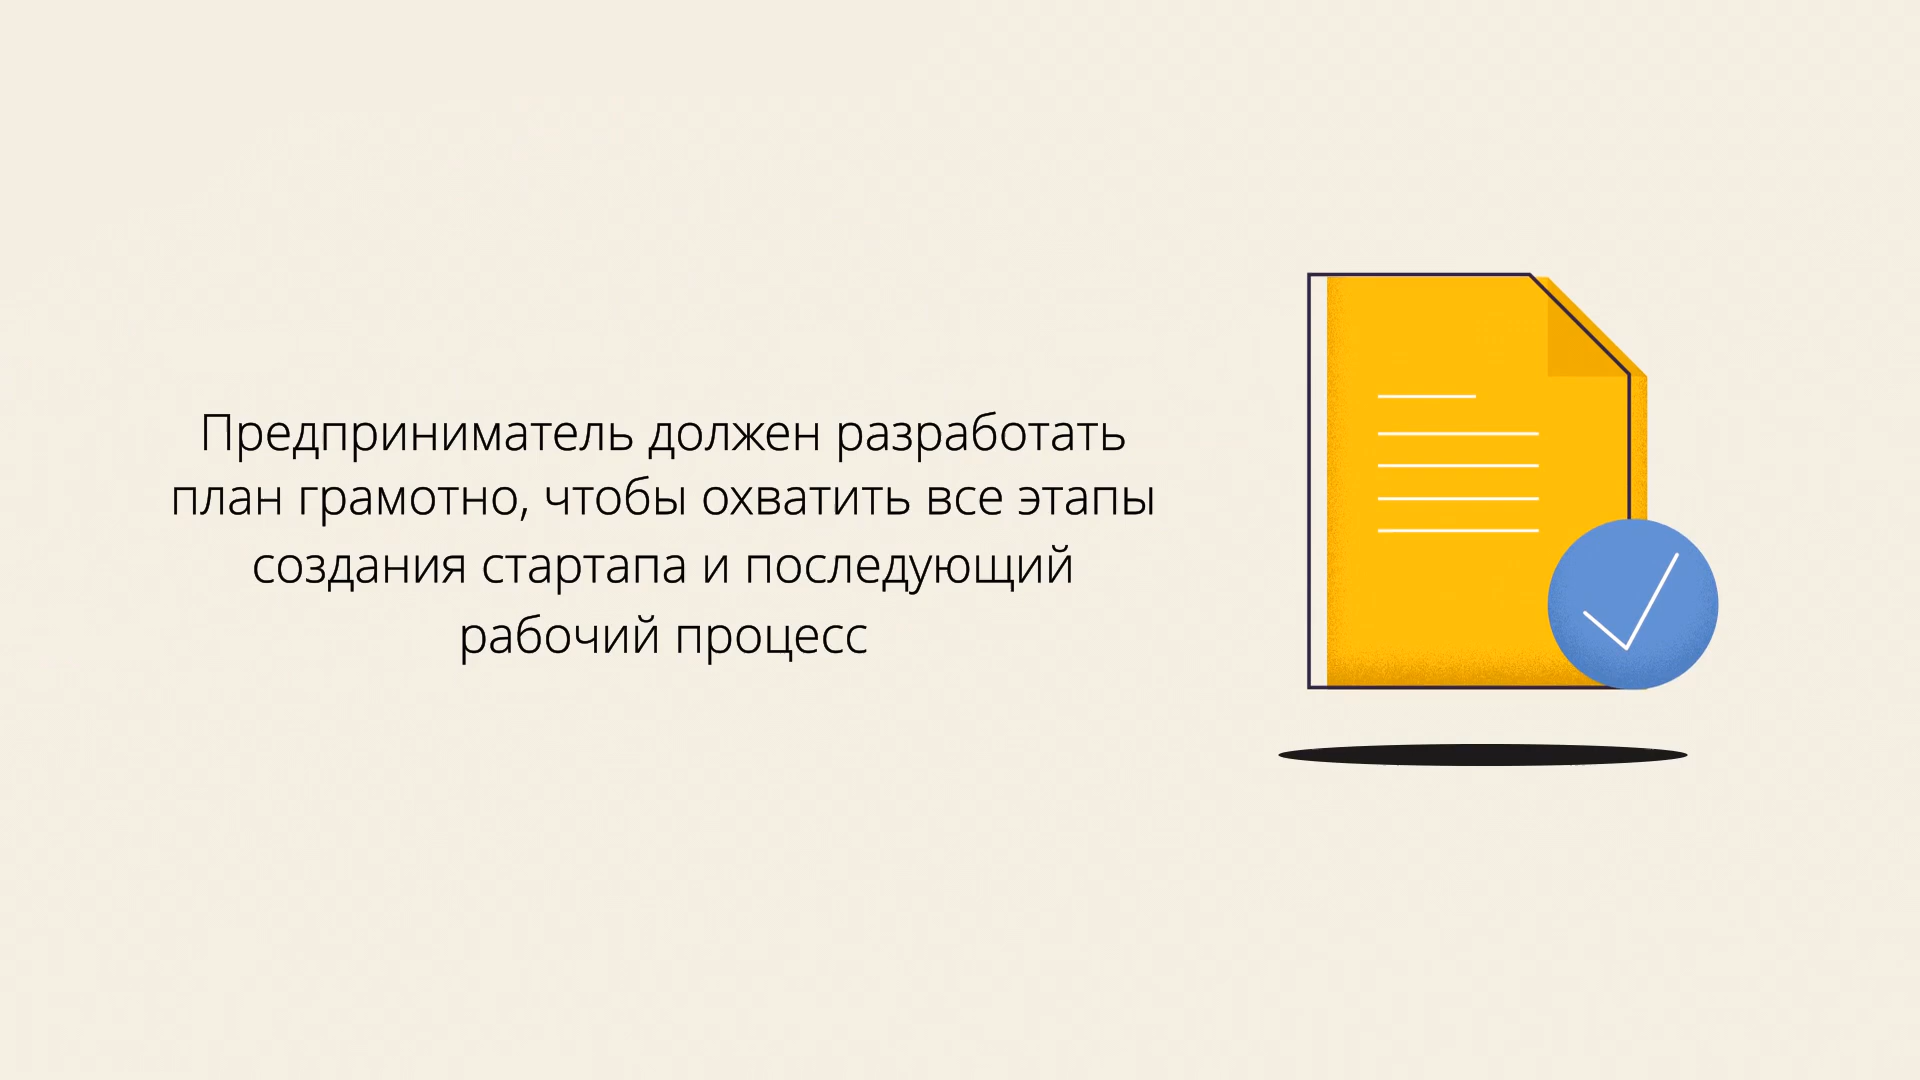 Предприниматель должен разработать
план грамотно, чтобы охватить все этапы
создания стартапа и последующий
рабочий процесс